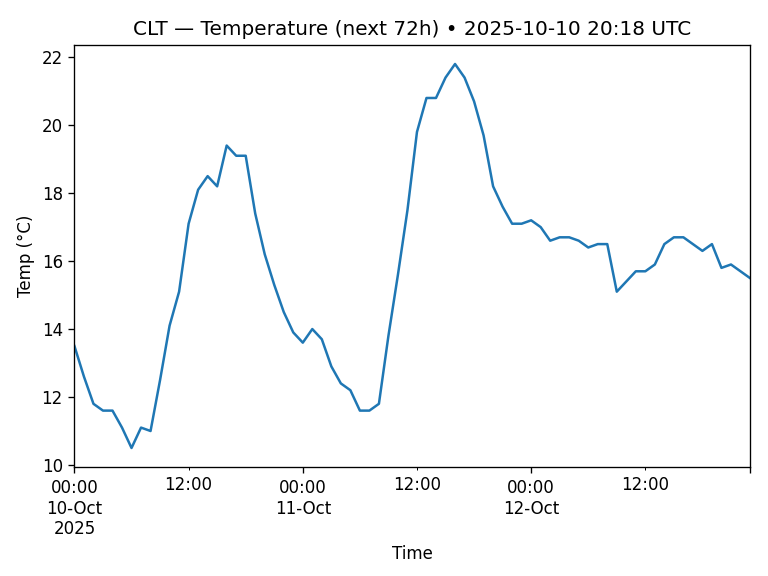 CLT — Temperature (next 72h) • 2025-10-10 20:18 UTC
22
20
18
16
14
12
10
Temp (°C)
00:00 12:00 00:00 12:00 00:00 12:00
10-Oct 11-Oct 12-Oct
2025
Time